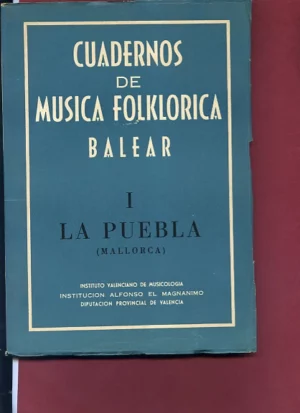 CUADERNOS
DE
MUSICA FOLKLORICA
BALEAR
I
LA PUEBLA
(MALLORCA)
INSTITUTO VALENCIANO DE MUSICOLOGIA
INSTITUCION ALFONSO EL MAGNANIMO
DIPUTACION PROVINCIAL DE VALENCIA